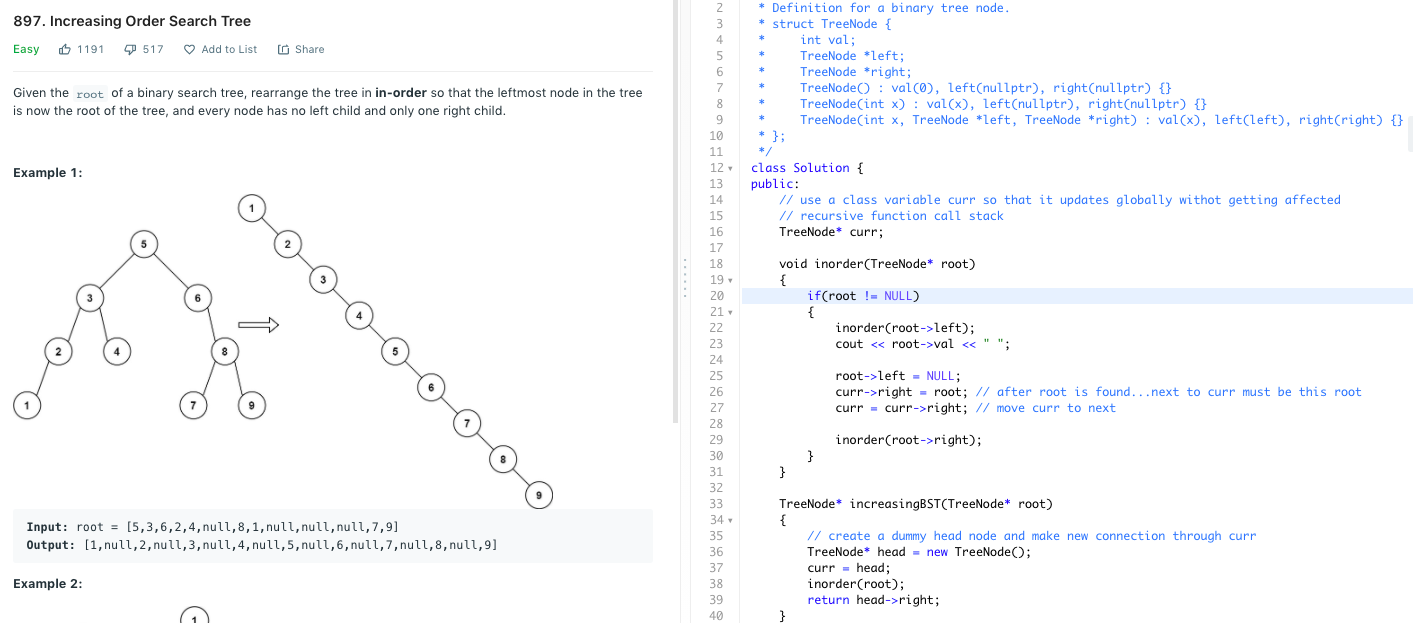 897. Increasing Order Search Tree
Easy 1191 517 Add to List Share
Given the root of a binary search tree, rearrange the tree in in-order so that the leftmost node in the tree
is now the root of the tree, and every node has no left child and only one right child.
Example 1:
1
5 2
3
3 6
4
2 4 8 5
6
1 7 9
7
8
9
Input: root = [5,3,6,2,4,null,8,1,null,null,null,7,9]
Output: [1,null,2,null,3,null,4,null,5,null,6,null,7,null,8,null,9]
Example 2:
1
2 * Definition for a binary tree node.
3 * struct TreeNode {
4 *     int val;
5 *     TreeNode *left;
6 *     TreeNode *right;
7 *     TreeNode() : val(0), left(nullptr), right(nullptr) {}
8 *     TreeNode(int x) : val(x), left(nullptr), right(nullptr) {}
9 *     TreeNode(int x, TreeNode *left, TreeNode *right) : val(x), left(left), right(right) {}
10 * };
11 */
12 class Solution {
13 public:
14     // use a class variable curr so that it updates globally withot getting affected
15     // recursive function call stack
16     TreeNode* curr;
17
18     void inorder(TreeNode* root)
19     {
20         if(root != NULL)
21         {
22             inorder(root->left);
23             cout << root->val << " ";
24
25             root->left = NULL;
26             curr->right = root; // after root is found...next to curr must be this root
27             curr = curr->right; // move curr to next
28
29             inorder(root->right);
30         }
31     }
32
33     TreeNode* increasingBST(TreeNode* root)
34     {
35         // create a dummy head node and make new connection through curr
36         TreeNode* head = new TreeNode();
37         curr = head;
38         inorder(root);
39         return head->right;
40     }